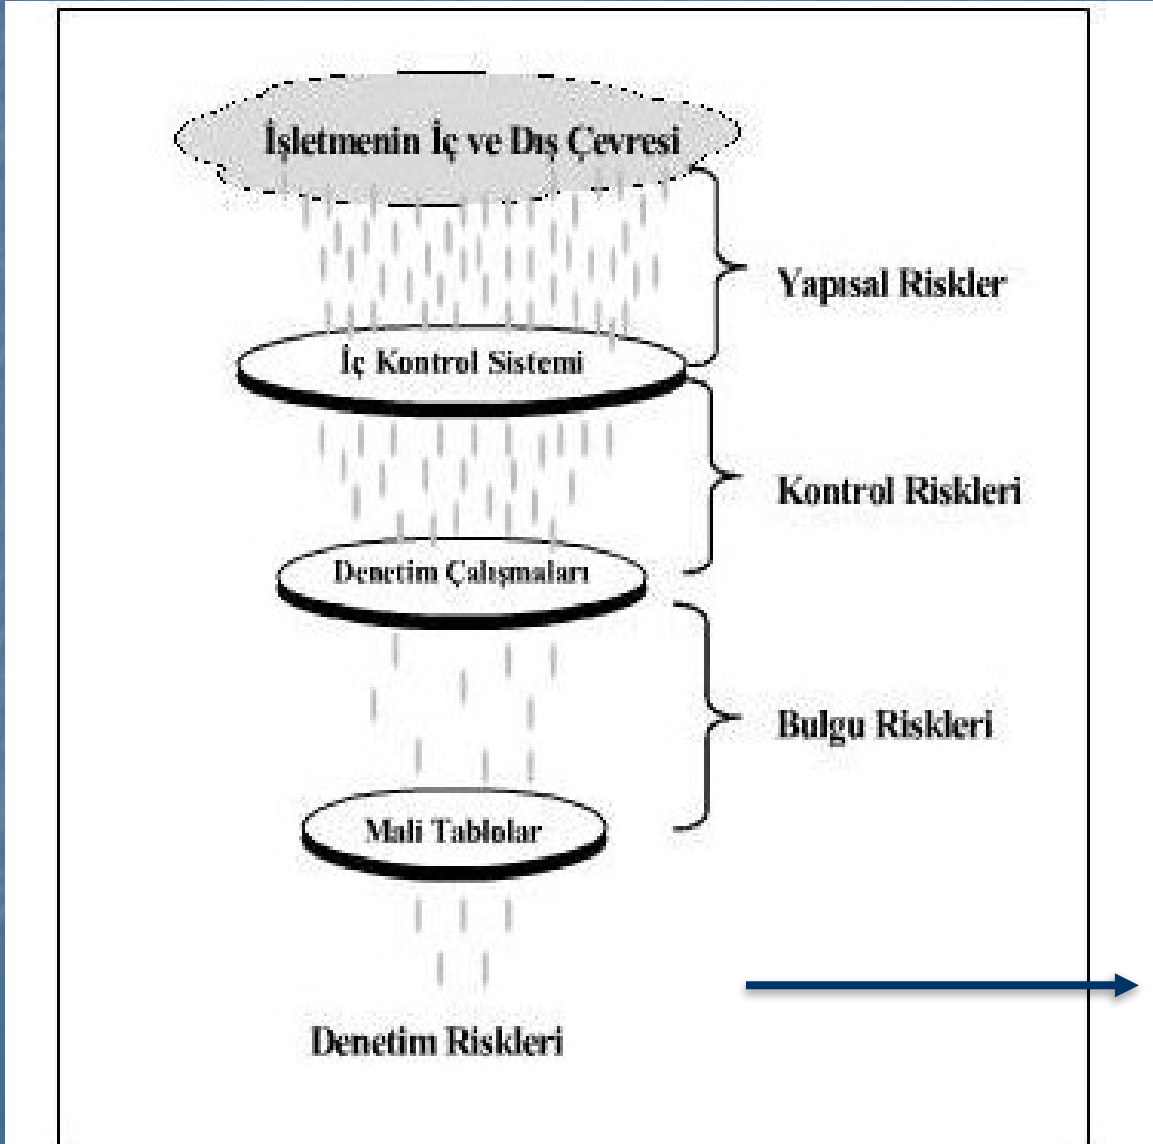 İşletmenin İç ve Dış Çevresi
Yapısal Riskler
İç Kontrol Sistemi
Kontrol Riskleri
Denetim Çalışmaları
Bulgu Riskleri
Mali Tablolar
Denetim Riskleri